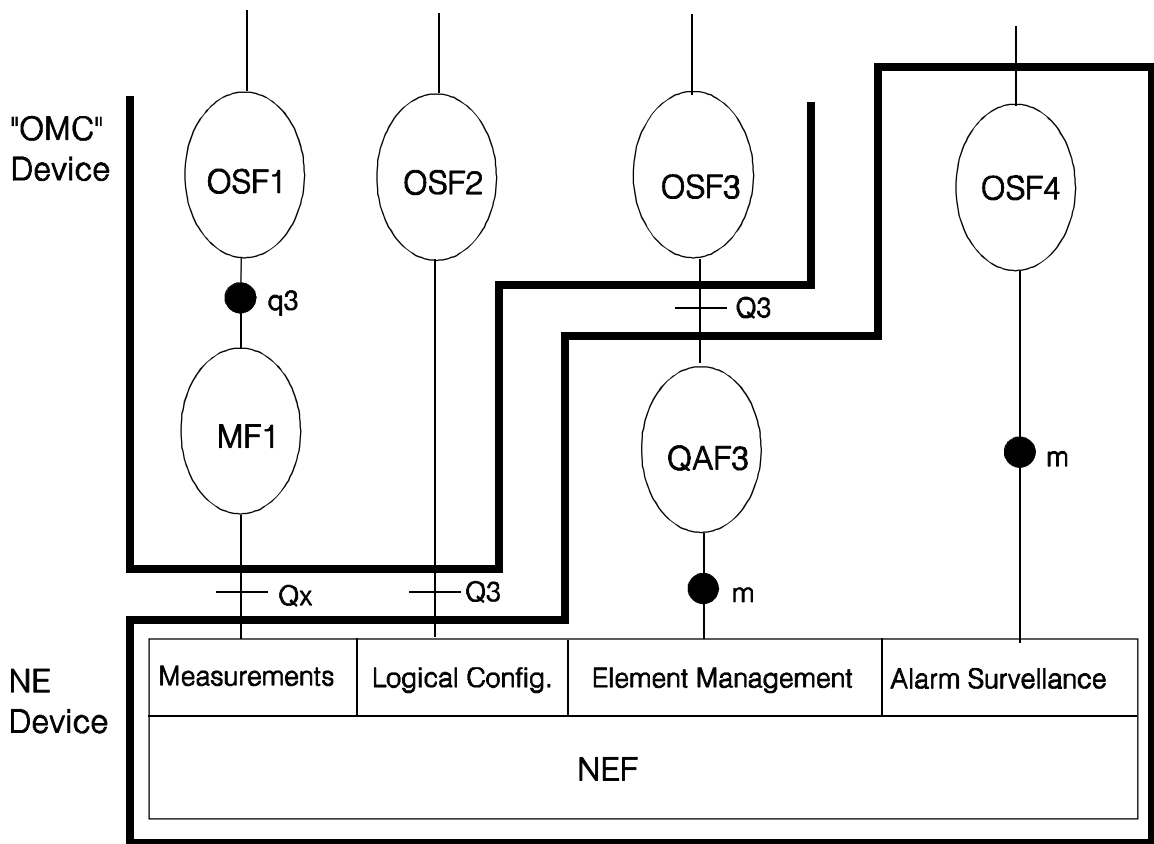 "OMC"
Device
OSF1
OSF2
OSF3
OSF4
q3
Q3
MF1
QAF3
m
Qx
Q3
m
NE
Device
Measurements
Logical Config.
Element Management
Alarm Survellance
NEF